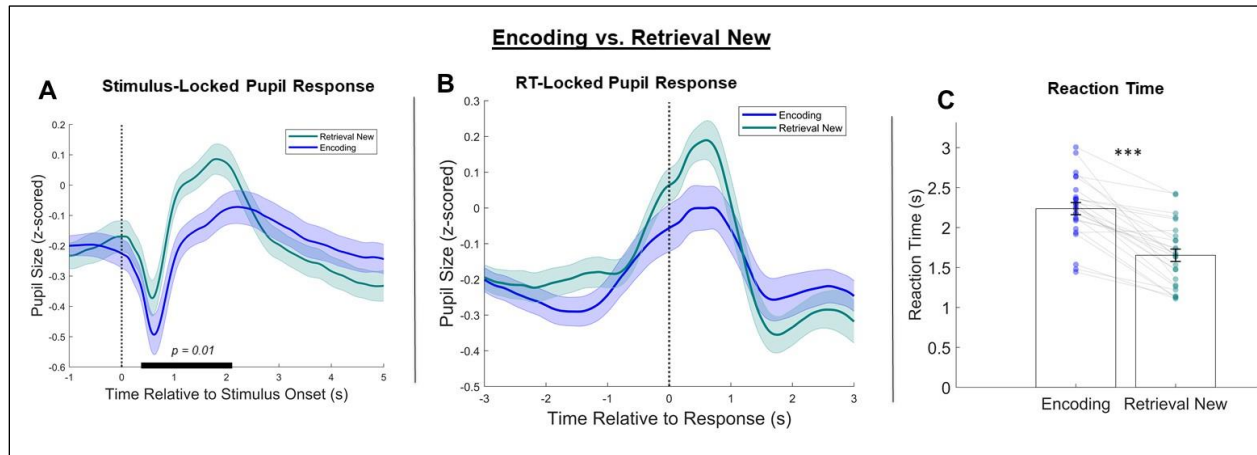 Encoding vs. Retrieval New
A
Stimulus-Locked Pupil Response
Pupil Size (z-scored)
0.2
0.1
0
-0.1
-0.2
-0.3
-0.4
-0.5
-0.6
Retrieval New
Encoding
p = 0.01
-1 0 1 2 3 4 5
Time Relative to Stimulus Onset (s)
B
RT-Locked Pupil Response
Pupil Size (z-scored)
0.3
0.2
0.1
0
-0.1
-0.2
-0.3
-0.4
-0.5
Encoding
Retrieval New
-3 -2 -1 0 1 2 3
Time Relative to Response (s)
C
Reaction Time
Reaction Time (s)
3
2.5
2
1.5
1
0.5
0
***
Encoding Retrieval New